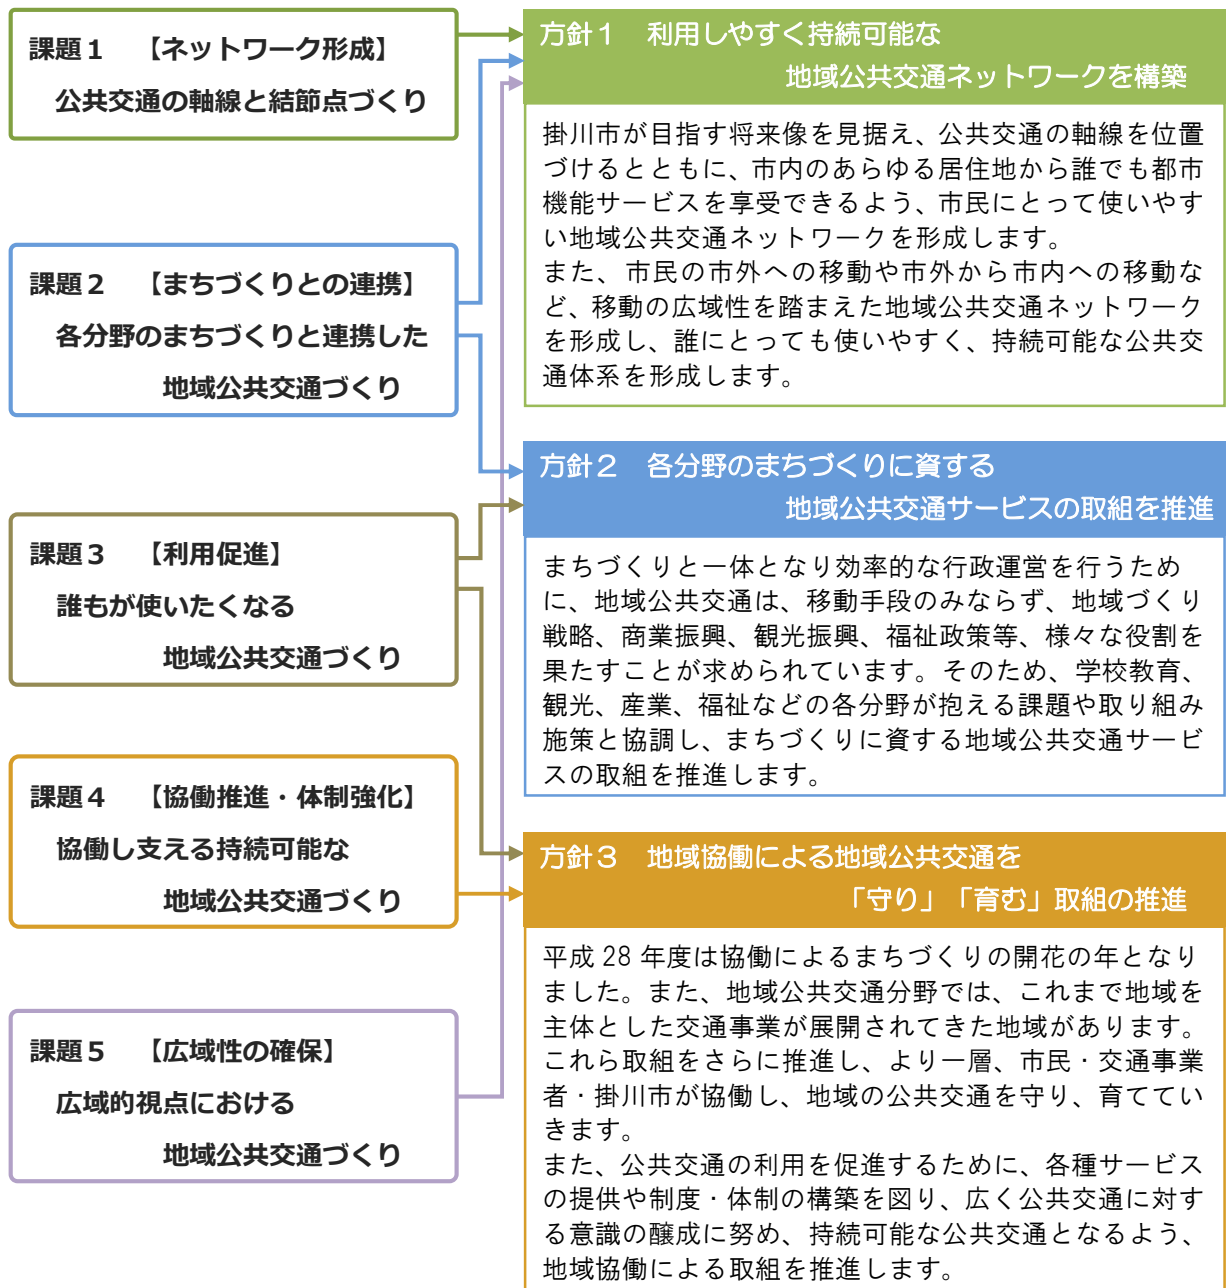 課題１　【ネットワーク形成】
公共交通の軸線と結節点づくり
課題２　【まちづくりとの連携】
各分野のまちづくりと連携した
地域公共交通づくり
課題３　【利用促進】
誰もが使いたくなる
地域公共交通づくり
課題４　【協働推進・体制強化】
協働し支える持続可能な
地域公共交通づくり
課題５　【広域性の確保】
広域的視点における
地域公共交通づくり
方針１　利用しやすく持続可能な
地域公共交通ネットワークを構築
掛川市が目指す将来像を見据え、公共交通の軸線を位置
づけるとともに、市内のあらゆる居住地から誰でも都市
機能サービスを享受できるよう、市民にとって使いやす
い地域公共交通ネットワークを形成します。
また、市民の市外への移動や市外から市内への移動な
ど、移動の広域性を踏まえた地域公共交通ネットワーク
を形成し、誰にとっても使いやすく、持続可能な公共交
通体系を形成します。
方針２　各分野のまちづくりに資する
地域公共交通サービスの取組を推進
まちづくりと一体となり効率的な行政運営を行うため
に、地域公共交通は、移動手段のみならず、地域づくり
戦略、商業振興、観光振興、福祉政策等、様々な役割を
果たすことが求められています。そのため、学校教育、
観光、産業、福祉などの各分野が抱える課題や取り組み
施策と協調し、まちづくりに資する地域公共交通サービ
スの取組を推進します。
方針３　地域協働による地域公共交通を
「守り」「育む」取組の推進
平成 28 年度は協働によるまちづくりの開花の年となり
ました。また、地域公共交通分野では、これまで地域を
主体とした交通事業が展開されてきた地域があります。
これら取組をさらに推進し、より一層、市民・交通事業
者・掛川市が協働し、地域の公共交通を守り、育ててい
きます。
また、公共交通の利用を促進するために、各種サービス
の提供や制度・体制の構築を図り、広く公共交通に対す
る意識の醸成に努め、持続可能な公共交通となるよう、
地域協働による取組を推進します。